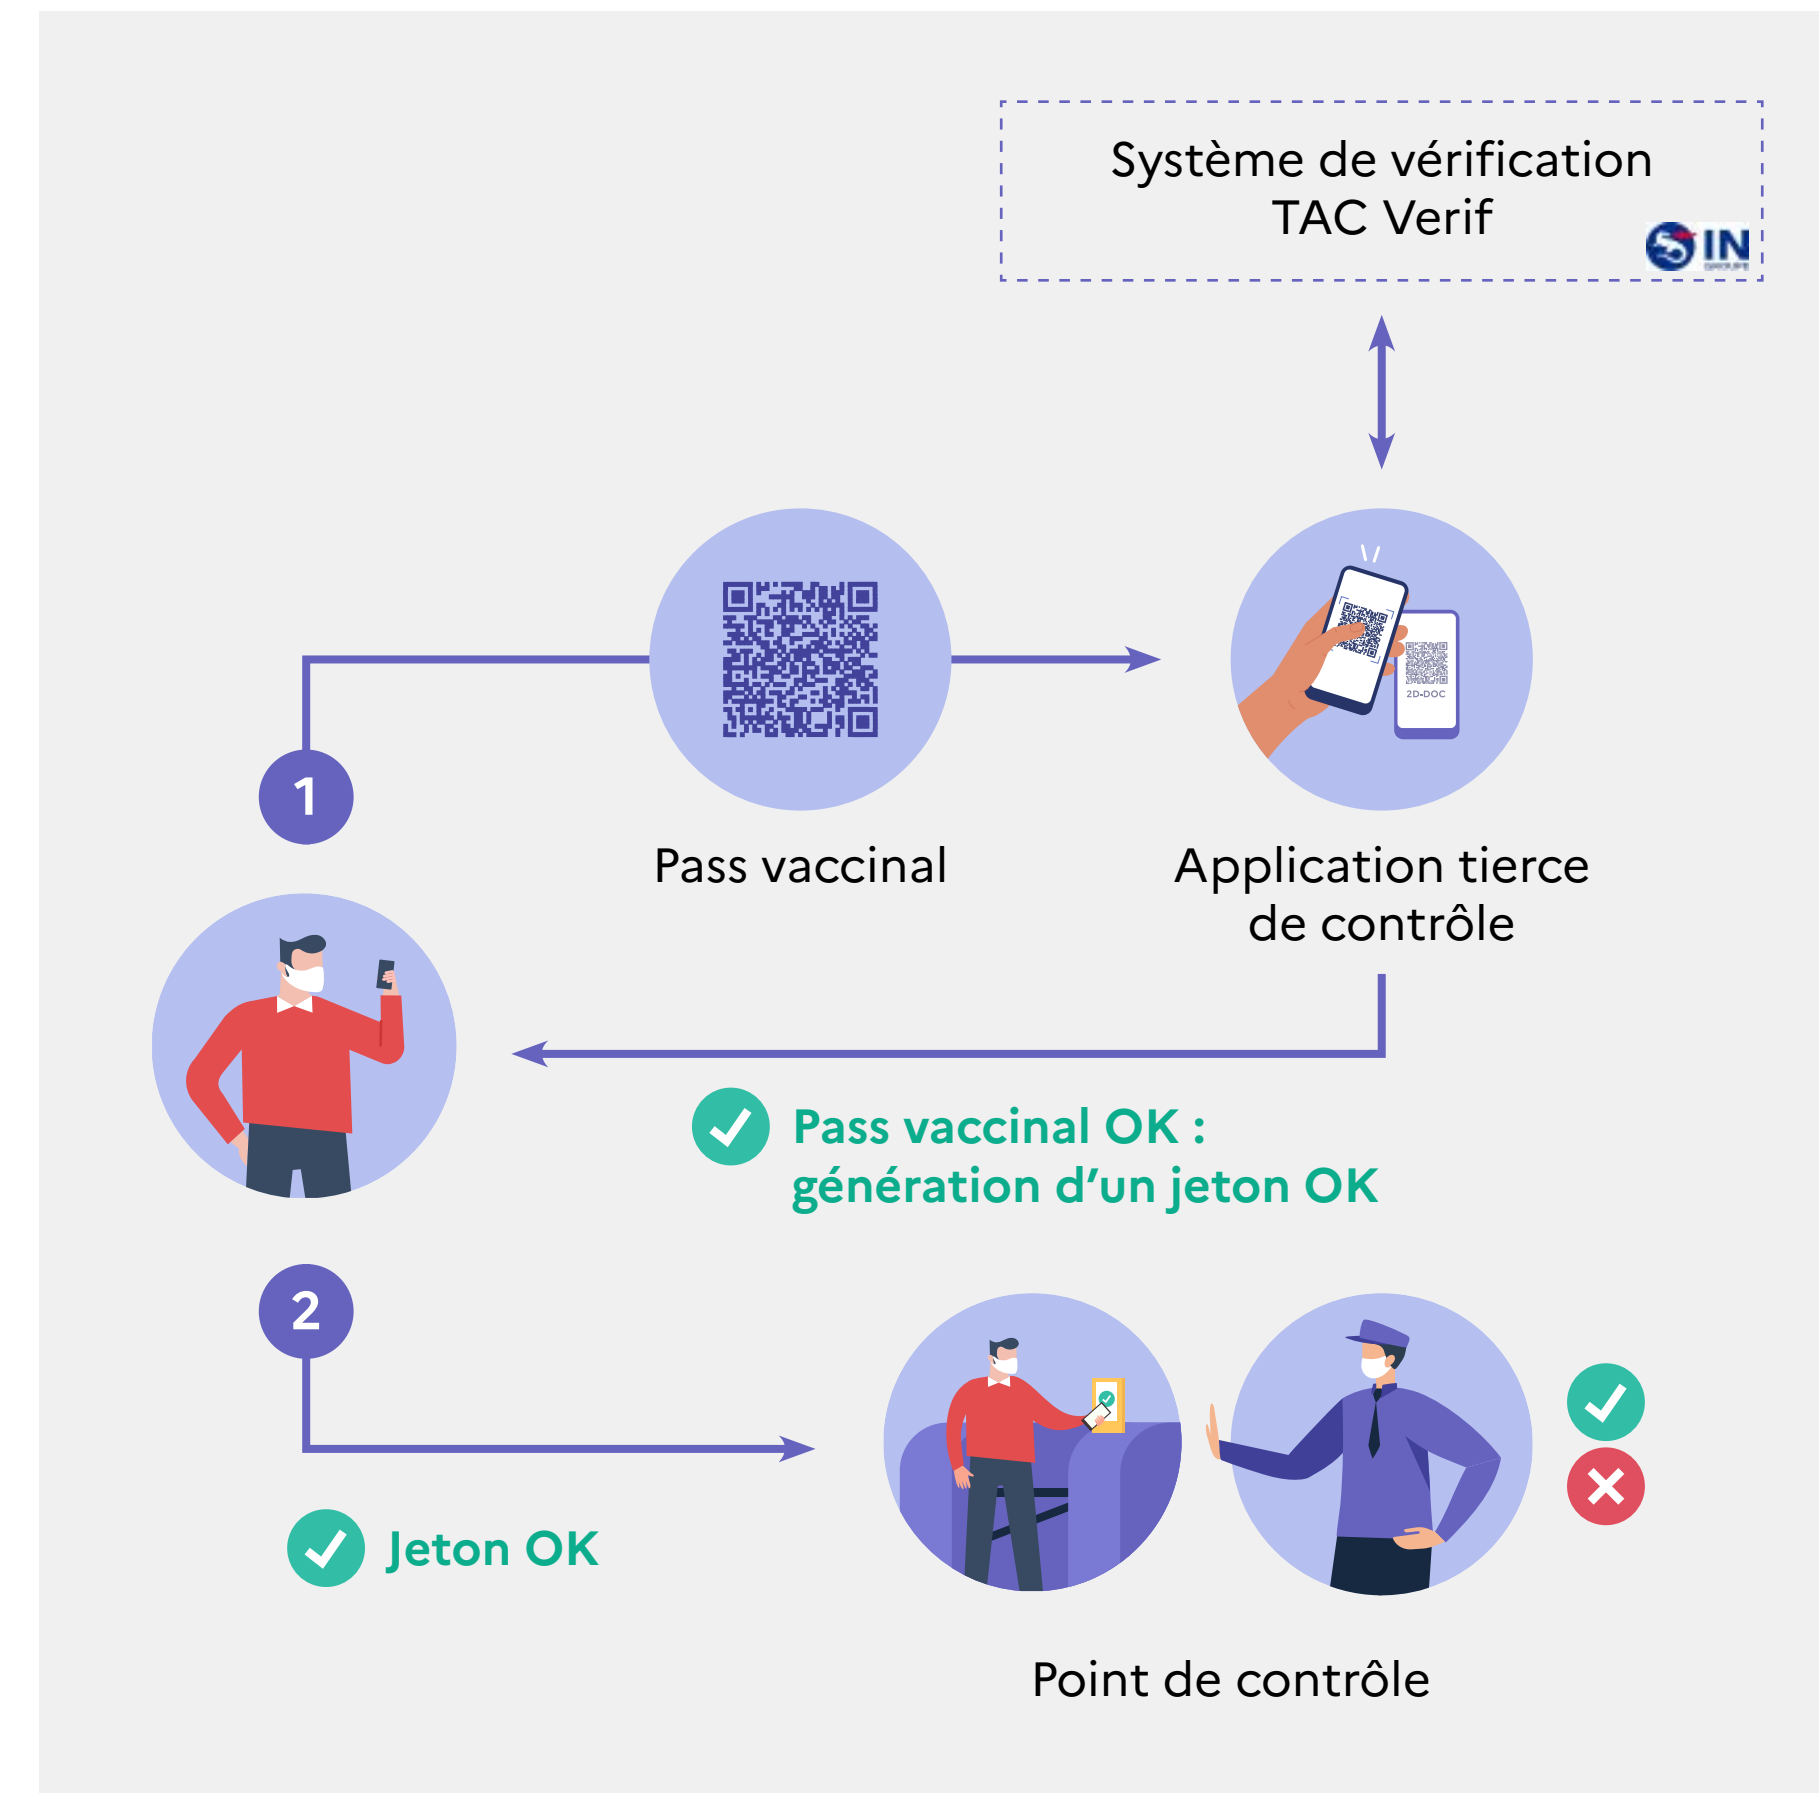 Système de vérification
TAC Verif
IN
GROUPE
2D-DOC
1
Pass vaccinal
Application tierce
de contrôle
Pass vaccinal OK :
génération d’un jeton OK
2
Jeton OK
Point de contrôle